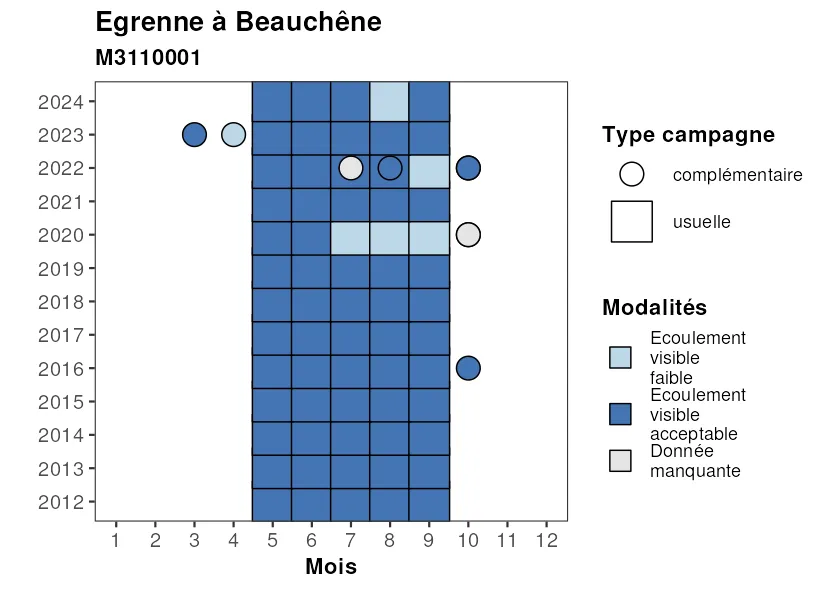 Egrenne à Beauchêne
M3110001
2024
2023
2022
2021
2020
2019
2018
2017
2016
2015
2014
2013
2012
1 2 3 4 5 6 7 8 9 10 11 12
Mois
Type campagne
complémentaire
usuelle
Modalités
Ecoulement
visible
faible
Ecoulement
visible
acceptable
Donnée
manquante